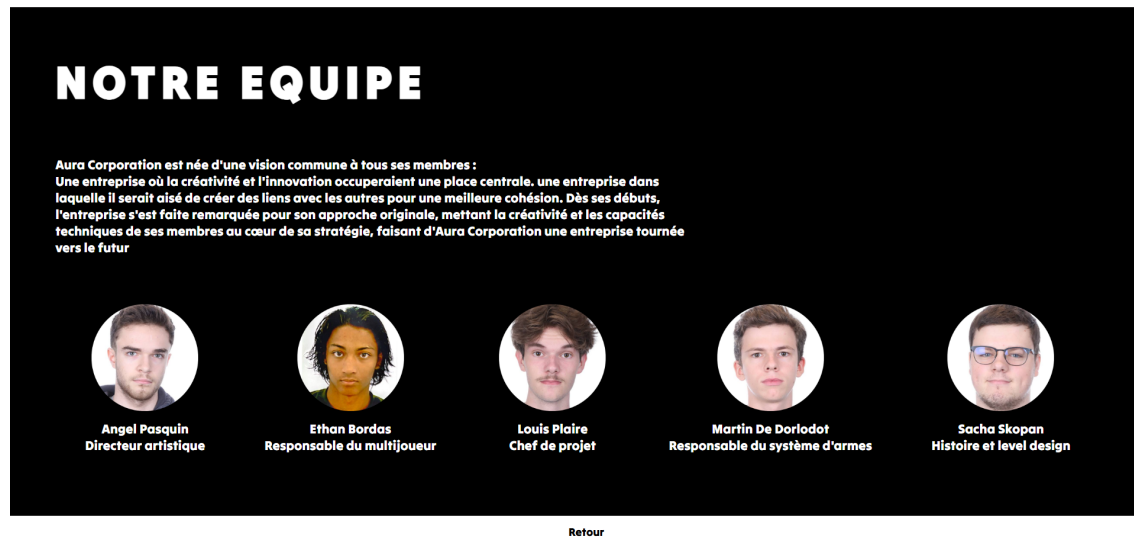 NOTRE EQUIPE
Aura Corporation est née d'une vision commune à tous ses membres :
Une entreprise où la créativité et l'innovation occuperaient une place centrale. une entreprise dans
laquelle il serait aisé de créer des liens avec les autres pour une meilleure cohésion. Dès ses débuts,
l'entreprise s'est faite remarquée pour son approche originale, mettant la créativité et les capacités
techniques de ses membres au cœur de sa stratégie, faisant d'Aura Corporation une entreprise tournée
vers le futur
Angel Pasquin
Directeur artistique
Ethan Bordas
Responsable du multijoueur
Louis Plaire
Chef de projet
Martin De Dorlodot
Responsable du système d'armes
Sacha Skopan
Histoire et level design
Retour